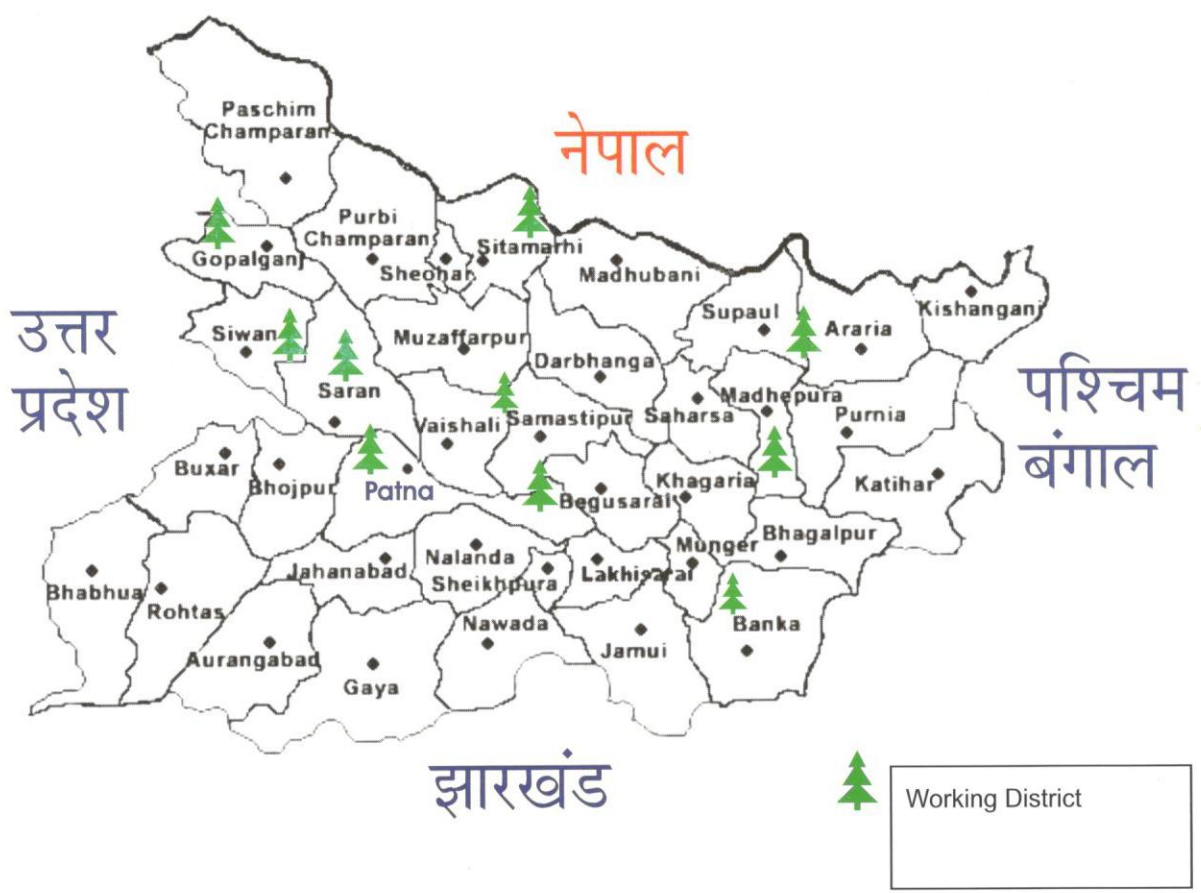 Paschim
Champaran
नेपाल
Purbi
Champaran
Sitamarhi
Gopalganj
Sheohar
Madhubani
Kishanganj
उत्तर
प्रदेश
Siwan
Muzaffarpur
Supaul
Araria
Darbhanga
पश्चिम
बंगाल
Saran
Vaishali
Samastipur
Saharsa
Madhepura
Purnia
Buxar
Bhojpur
Patna
Begusarai
Khagaria
Katihar
Bhabhua
Rohtas
Jahanabad
Nalanda
Sheikhpura
Lakhisarai
Munger
Bhagalpur
Aurangabad
Gaya
Nawada
Jamui
Banka
झारखंड
Working District